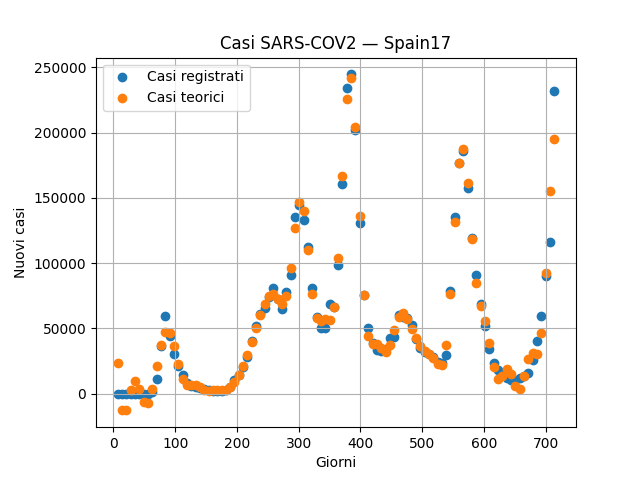 Casi SARS-COV2 — Spain17
Casi registrati
Casi teorici
Nuovi casi
250000
200000
150000
100000
50000
0
0 100 200 300 400 500 600 700
Giorni